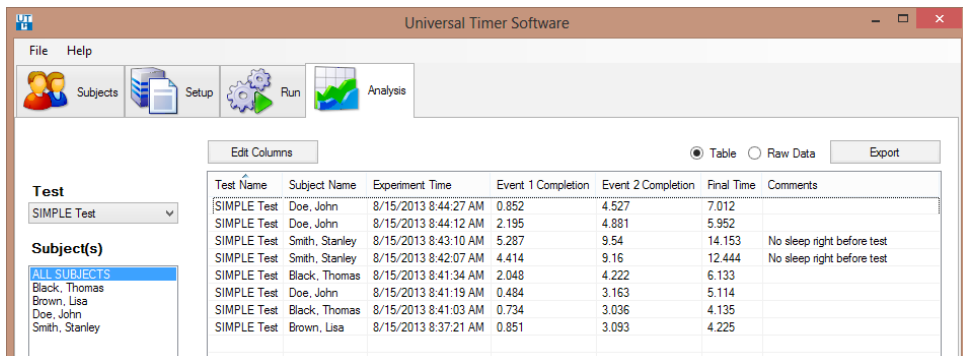 UT
Universal Timer Software
File Help
Subjects Setup Run Analysis
Edit Columns Table Raw Data Export
Test
SIMPLE Test
Subject(s)
ALL SUBJECTS
Black, Thomas
Brown, Lisa
Doe, John
Smith, Stanley
Test Name Subject Name Experiment Time Event 1 Completion Event 2 Completion Final Time Comments
SIMPLE Test Doe, John 8/15/2013 8:44:27 AM 0.852 4.527 7.012
SIMPLE Test Doe, John 8/15/2013 8:44:12 AM 2.195 4.881 5.952
SIMPLE Test Smith, Stanley 8/15/2013 8:43:10 AM 5.287 9.54 14.153 No sleep right before test
SIMPLE Test Smith, Stanley 8/15/2013 8:42:07 AM 4.414 9.16 12.444 No sleep right before test
SIMPLE Test Black, Thomas 8/15/2013 8:41:34 AM 2.048 4.222 6.133
SIMPLE Test Doe, John 8/15/2013 8:41:19 AM 0.484 3.163 5.114
SIMPLE Test Black, Thomas 8/15/2013 8:41:03 AM 0.734 3.036 4.135
SIMPLE Test Brown, Lisa 8/15/2013 8:37:21 AM 0.851 3.093 4.225